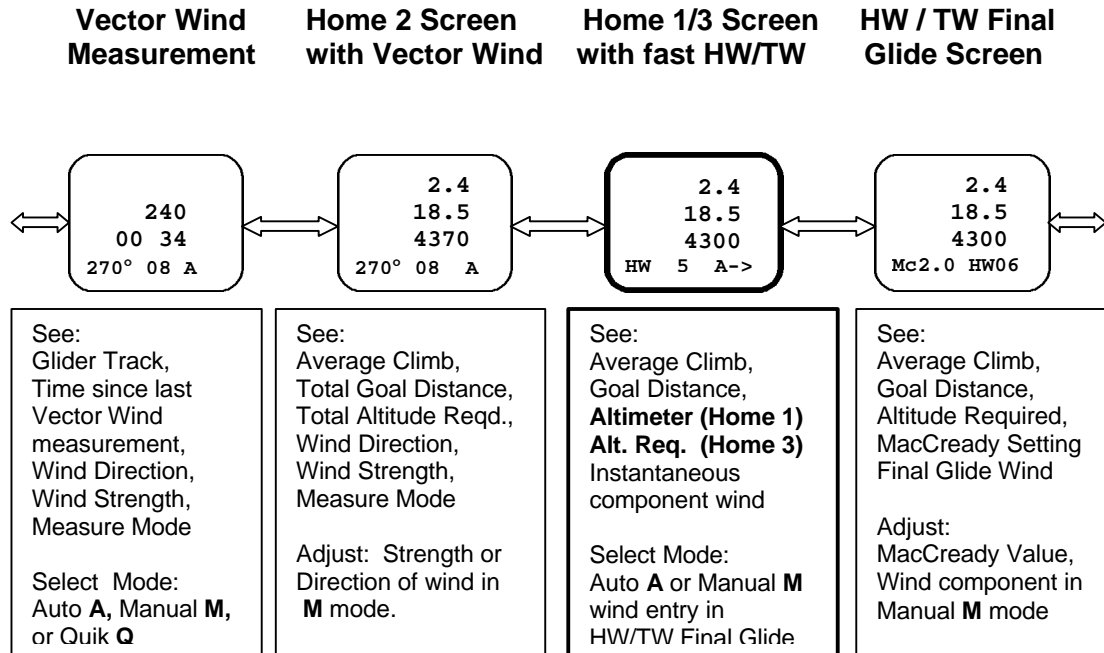 Vector Wind
Measurement
Home 2 Screen
with Vector Wind
Home 1/3 Screen
with fast HW/TW
HW / TW Final
Glide Screen
240
00 34
270° 08 A
2.4
18.5
4370
270° 08 A
2.4
18.5
4300
HW 5 A->
2.4
18.5
4300
Mc2.0 HW06
See:
Glider Track,
Time since last
Vector Wind
measurement,
Wind Direction,
Wind Strength,
Measure Mode
Select Mode:
Auto A, Manual M,
or Quik Q
See:
Average Climb,
Total Goal Distance,
Total Altitude Reqd.,
Wind Direction,
Wind Strength,
Measure Mode
Adjust: Strength or
Direction of wind in
M mode.
See:
Average Climb,
Goal Distance,
Altimeter (Home 1)
Alt. Req. (Home 3)
Instantaneous
component wind
Select Mode:
Auto A or Manual M
wind entry in
HW/TW Final Glide
See:
Average Climb,
Goal Distance,
Altitude Required,
MacCready Setting
Final Glide Wind
Adjust:
MacCready Value,
Wind component in
Manual M mode